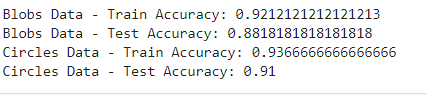 Blobs Data - Train Accuracy: 0.9212121212121213
Blobs Data - Test Accuracy: 0.8818181818181818
Circles Data - Train Accuracy: 0.9366666666666666
Circles Data - Test Accuracy: 0.91